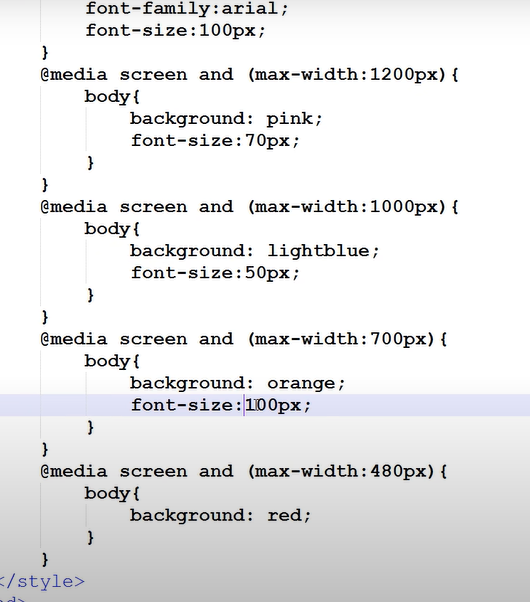 font-family:arial;
font-size:100px;
}
@media screen and (max-width:1200px){
body{
background: pink;
font-size:70px;
}
}
@media screen and (max-width:1000px){
body{
background: lightblue;
font-size:50px;
}
}
@media screen and (max-width:700px){
body{
background: orange;
font-size:100px;
}
}
@media screen and (max-width:480px){
body{
background: red;
}
}
</style>